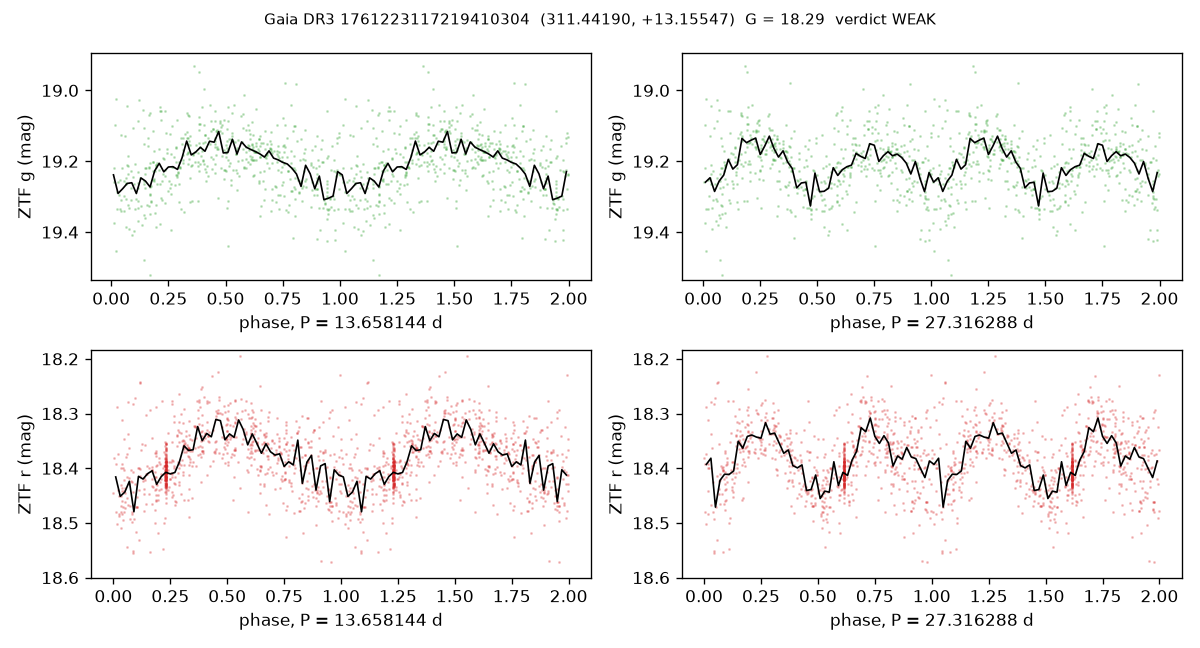 Gaia DR3 1761223117219410304 (311.44190, +13.15547) G = 18.29 verdict WEAK
ZTF g (mag)
19.0
19.2
19.4
0.00 0.25 0.50 0.75 1.00 1.25 1.50 1.75 2.00
phase, P = 13.658144 d
ZTF g (mag)
19.0
19.2
19.4
0.00 0.25 0.50 0.75 1.00 1.25 1.50 1.75 2.00
phase, P = 27.316288 d
ZTF r (mag)
18.2
18.3
18.4
18.5
18.6
0.00 0.25 0.50 0.75 1.00 1.25 1.50 1.75 2.00
phase, P = 13.658144 d
ZTF r (mag)
18.2
18.3
18.4
18.5
18.6
0.00 0.25 0.50 0.75 1.00 1.25 1.50 1.75 2.00
phase, P = 27.316288 d